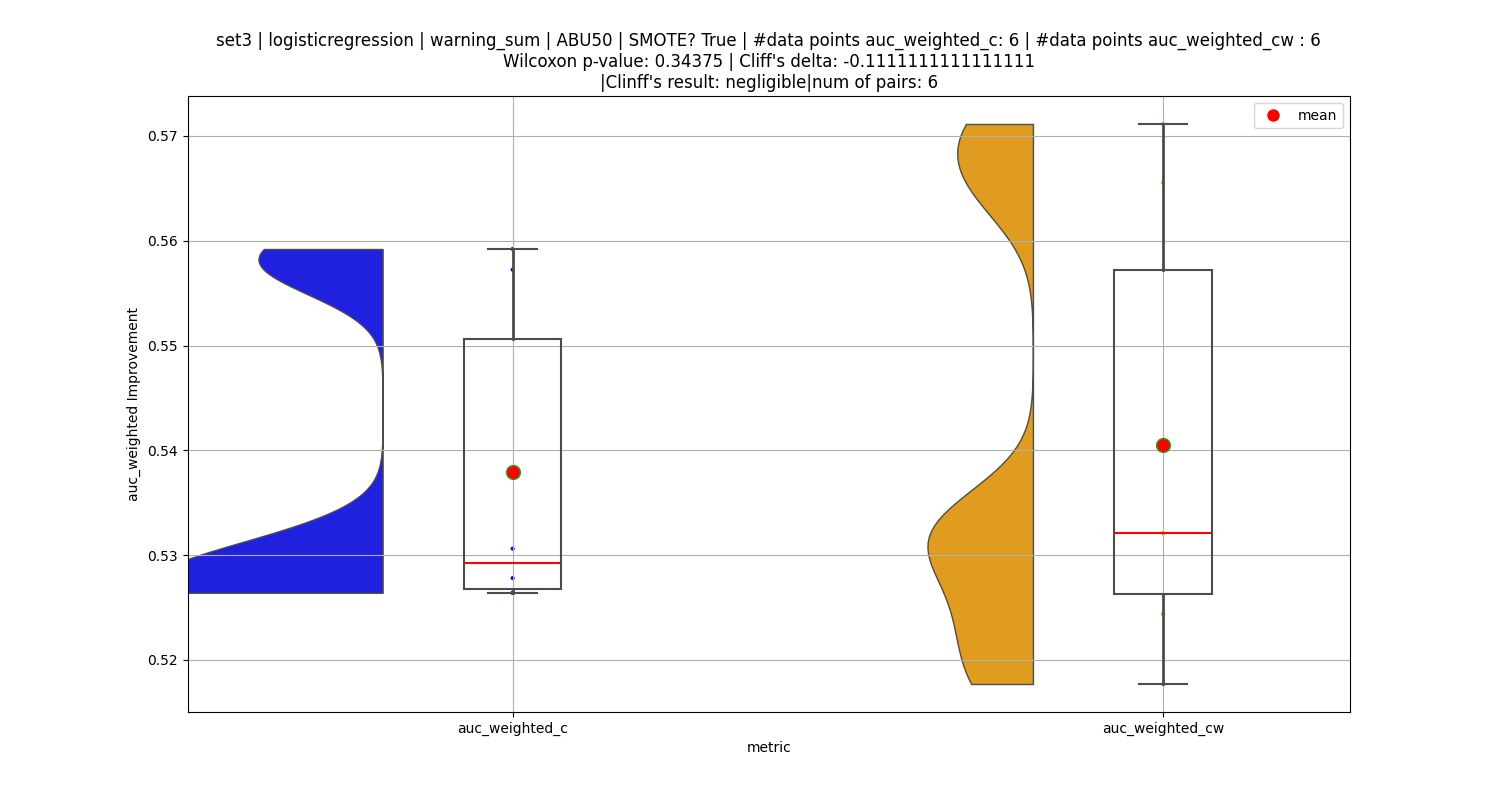 set3 | logisticregression | warning_sum | ABU50 | SMOTE? True | #data points auc_weighted_c: 6 | #data points auc_weighted_cw : 6
Wilcoxon p-value: 0.34375 | Cliff's delta: -0.1111111111111111
|Clinff's result: negligible|num of pairs: 6
mean
0.57
0.56
0.55
0.54
0.53
0.52
auc_weighted Improvement
auc_weighted_c
auc_weighted_cw
metric